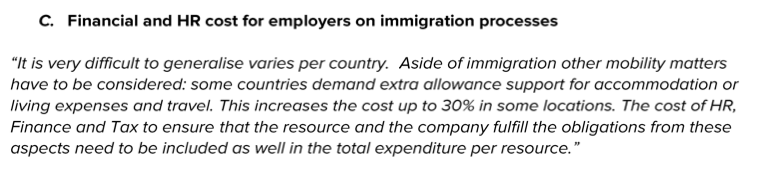 C. Financial and HR cost for employers on immigration processes
“It is very difficult to generalise varies per country.  Aside of immigration other mobility matters
have to be considered: some countries demand extra allowance support for accommodation or
living expenses and travel. This increases the cost up to 30% in some locations. The cost of HR,
Finance and Tax to ensure that the resource and the company fulfill the obligations from these
aspects need to be included as well in the total expenditure per resource.”